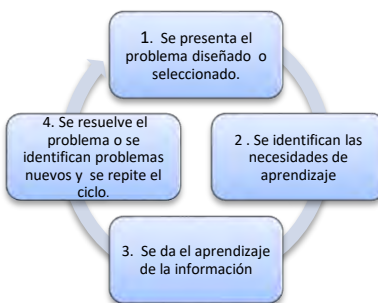 1. Se presenta el
problema diseñado o
seleccionado.
2 . Se identifican las
necesidades de
aprendizaje
3. Se da el aprendizaje
de la información
4. Se resuelve el
problema o se
identifican problemas
nuevos y se repite el
ciclo.